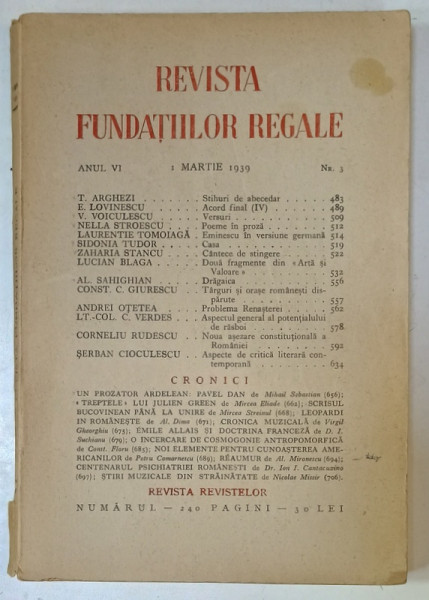 REVISTA
FUNDAȚIILOR REGALE
ANUL VI 1 MARTIE 1939 Nr. 3
T. ARGHEZI . . . . . . . Stihuri de abecedar . . . . . 483
E. LOVINESCU . . . . . Acord final (IV) . . . . . . . 489
V. VOICULESCU . . . . Versuri . . . . . . . . . . . 509
NELLA STROESCU . . . Poeme în proză . . . . . . . 512
LAURENTIE TOMOIAGĂ . Eminescu în versiune germană 514
SIDONIA TUDOR . . . . . Casa . . . . . . . . . . . . 519
ZAHARIA STANCU . . . . Cântece de stingere . . . . . 522
LUCIAN BLAGA . . . . . Două fragmente din «Artă și
Valoare» . . . . . . . . . . 532
AL. SAHIGHIAN . . . . . Drăgaica . . . . . . . . . . 556
CONST. C. GIURESCU . . Târguri și orașe românești dis-
părute . . . . . . . . . . . 557
ANDREI OȚETEA . . . . Problema Renașterei . . . . . 562
LT.-COL. C. VERDES . . . Aspectul general al potențialului
de răsboi . . . . . . . . . . 578
CORNELIU RUDESCU . . Noua așezare constituțională a
României . . . . . . . . . . 592
ȘERBAN CIOCULESCU . . Aspecte de critică literară con-
temporană . . . . . . . . . 634
CRONICI
UN PROZATOR ARDELEAN: PAVEL DAN de Mihail Sebastian (656);
«TREPTELE» LUI JULIEN GREEN de Mircea Eliade (662); SCRISUL
BUCOVINEAN PÂNĂ LA UNIRE de Mircea Streinul (668); LEOPARDI
IN ROMÂNEȘTE de Al. Dima (671); CRONICA MUZICALĂ de Virgil
Gheorghiu (675); EMILE ALLAIS ȘI DOCTRINA FRANCEZĂ de D. I.
Suchianu (679); O INCERCARE DE COSMOGONIE ANTROPOMORFICĂ
de Const. Floru (685); NOI ELEMENTE PENTRU CUNOAȘTEREA AME-
RICANILOR de Petru Comarnescu (689); RÉAUMUR de Al. Mironescu (694);
CENTENARUL PSIHIATRIEI ROMÂNEȘTI de Dr. Ion I. Cantacuzino
(697); ȘTIRI MUZICALE DIN STRĂINĂTATE de Nicolas Missir (706).
REVISTA REVISTELOR
NUMĂRUL - 240 PAGINI - 30 LEI